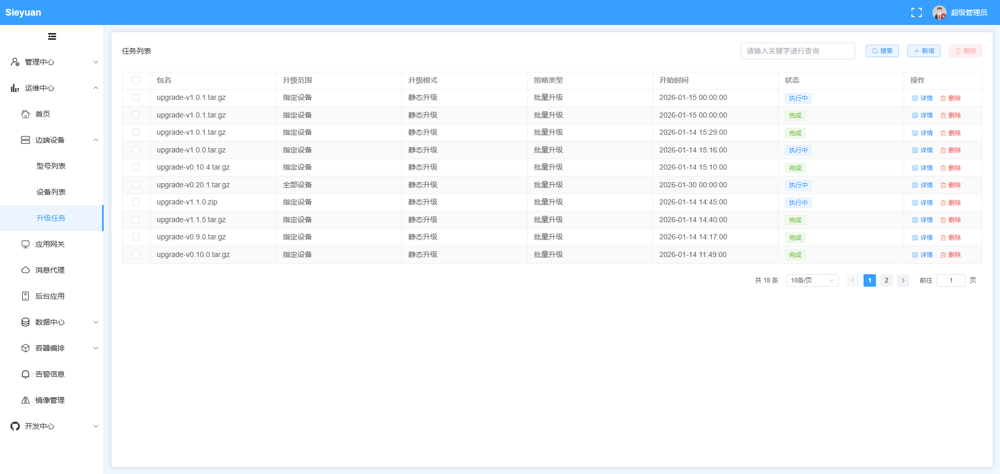 Sieyuan
超级管理员
管理中心
运维中心
首页
边端设备
型号列表
设备列表
升级任务
应用网关
消息代理
后台应用
数据中心
容器编排
告警信息
镜像管理
开发中心
任务列表
请输入关键字进行查询 搜索 新增 删除
包名 升级范围 升级模式 策略类型 开始时间 状态 操作
upgrade-v1.0.1.tar.gz 指定设备 静态升级 批量升级 2026-01-15 00:00:00 执行中 详情 删除
upgrade-v1.0.1.tar.gz 指定设备 静态升级 批量升级 2026-01-15 00:00:00 完成 详情 删除
upgrade-v1.0.1.tar.gz 指定设备 静态升级 批量升级 2026-01-14 15:29:00 完成 详情 删除
upgrade-v1.0.0.tar.gz 指定设备 静态升级 批量升级 2026-01-14 15:16:00 执行中 详情 删除
upgrade-v0.10.4.tar.gz 指定设备 静态升级 批量升级 2026-01-14 15:10:00 完成 详情 删除
upgrade-v0.20.1.tar.gz 全部设备 静态升级 批量升级 2026-01-30 00:00:00 执行中 详情 删除
upgrade-v1.1.0.zip 指定设备 静态升级 批量升级 2026-01-14 14:45:00 执行中 详情 删除
upgrade-v1.1.5.tar.gz 指定设备 静态升级 批量升级 2026-01-14 14:40:00 完成 详情 删除
upgrade-v0.9.0.tar.gz 指定设备 静态升级 批量升级 2026-01-14 14:17:00 完成 详情 删除
upgrade-v0.10.0.tar.gz 指定设备 静态升级 批量升级 2026-01-14 11:49:00 完成 详情 删除
共 18 条 10条/页 1 2 前往 1 页